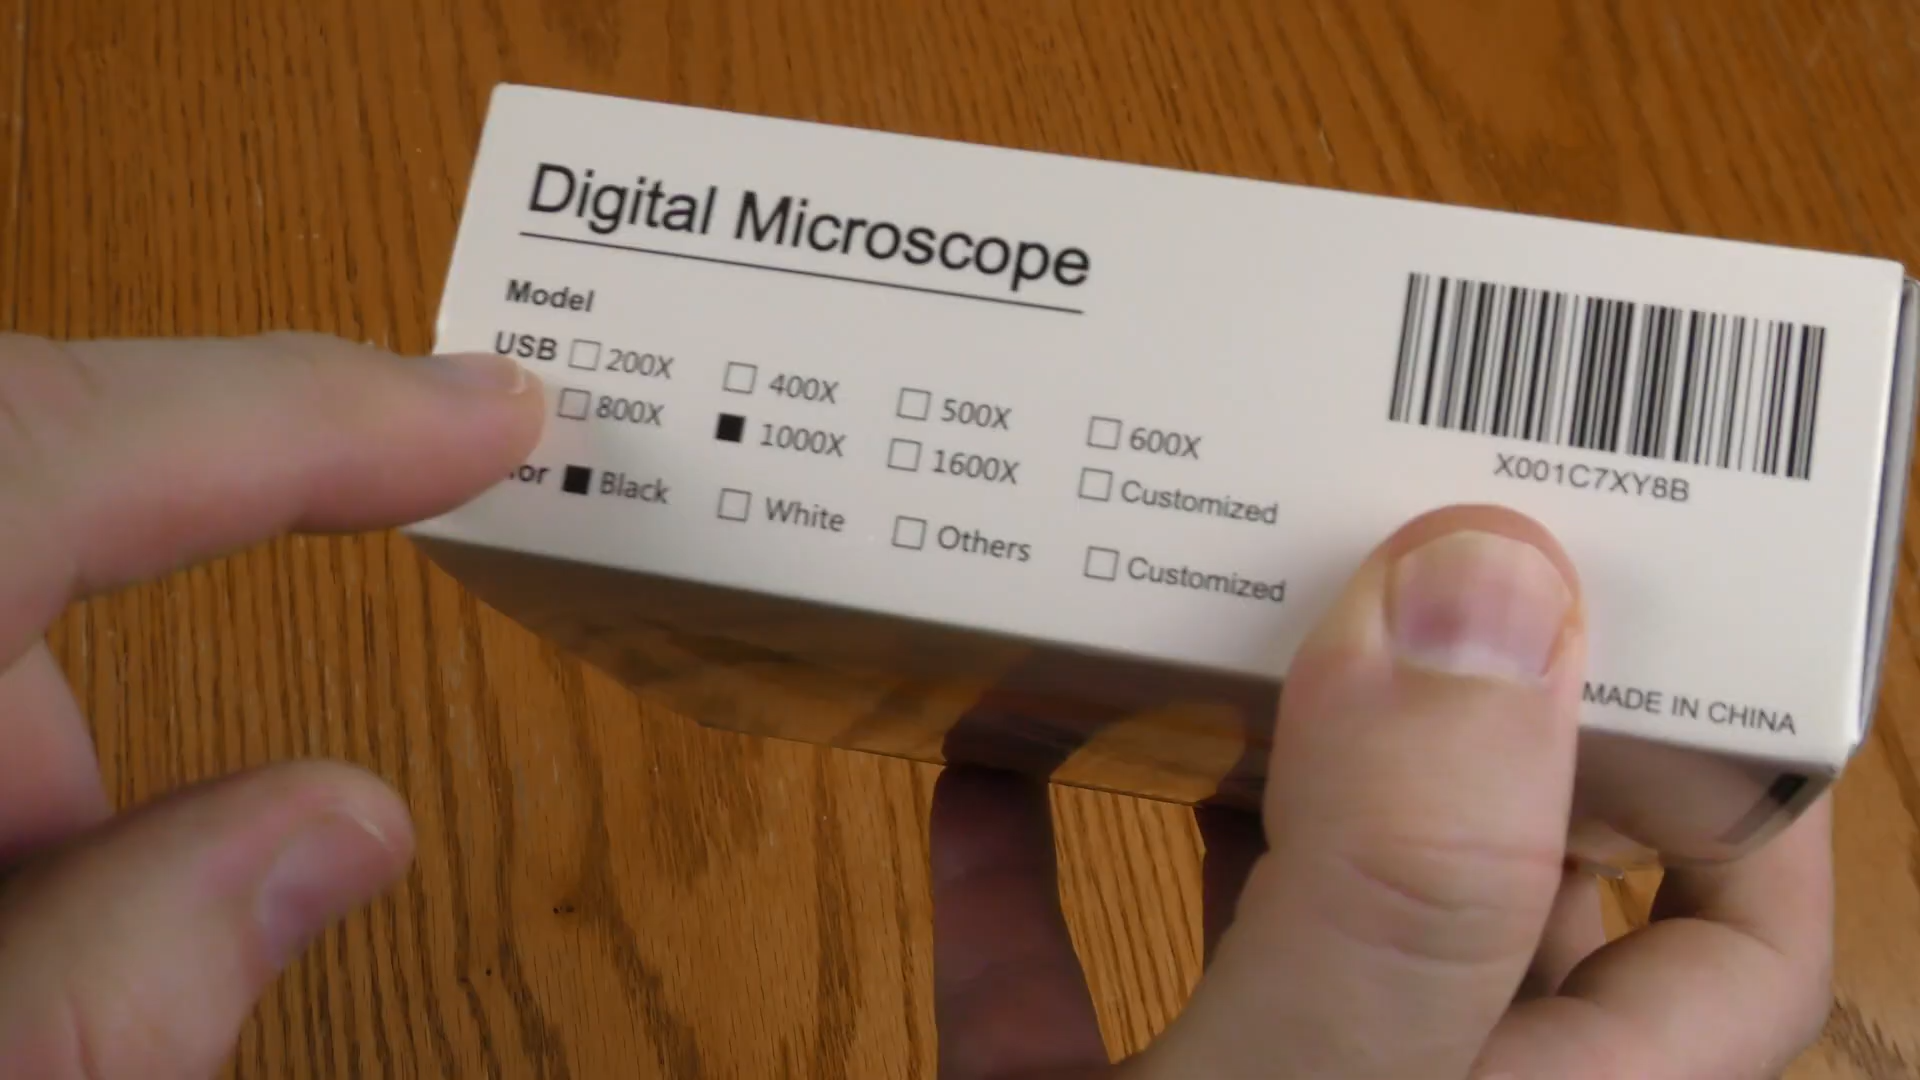 Digital Microscope
Model
USB ☐ 200X ☐ 400X ☐ 500X ☐ 600X
☐ 800X ■ 1000X ☐ 1600X ☐ Customized
■ Black ☐ White ☐ Others ☐ Customized
X001C7XY8B
MADE IN CHINA